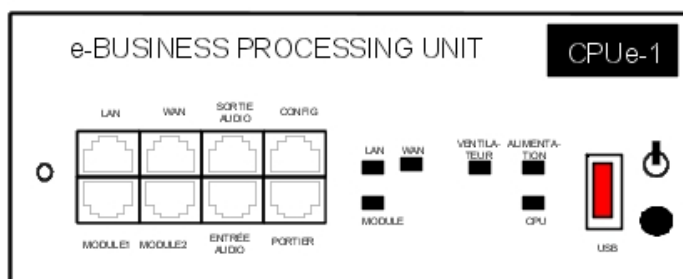 e-BUSINESS PROCESSING UNIT
CPUe-1
LAN
WAN
SORTIE
AUDIO
CONFIG
LAN
WAN
VENTILA-
TEUR
ALIMENTA-
TION
MODULE
CPU
MODULE1
MODULE2
ENTRÉE
AUDIO
PORTIER
USB